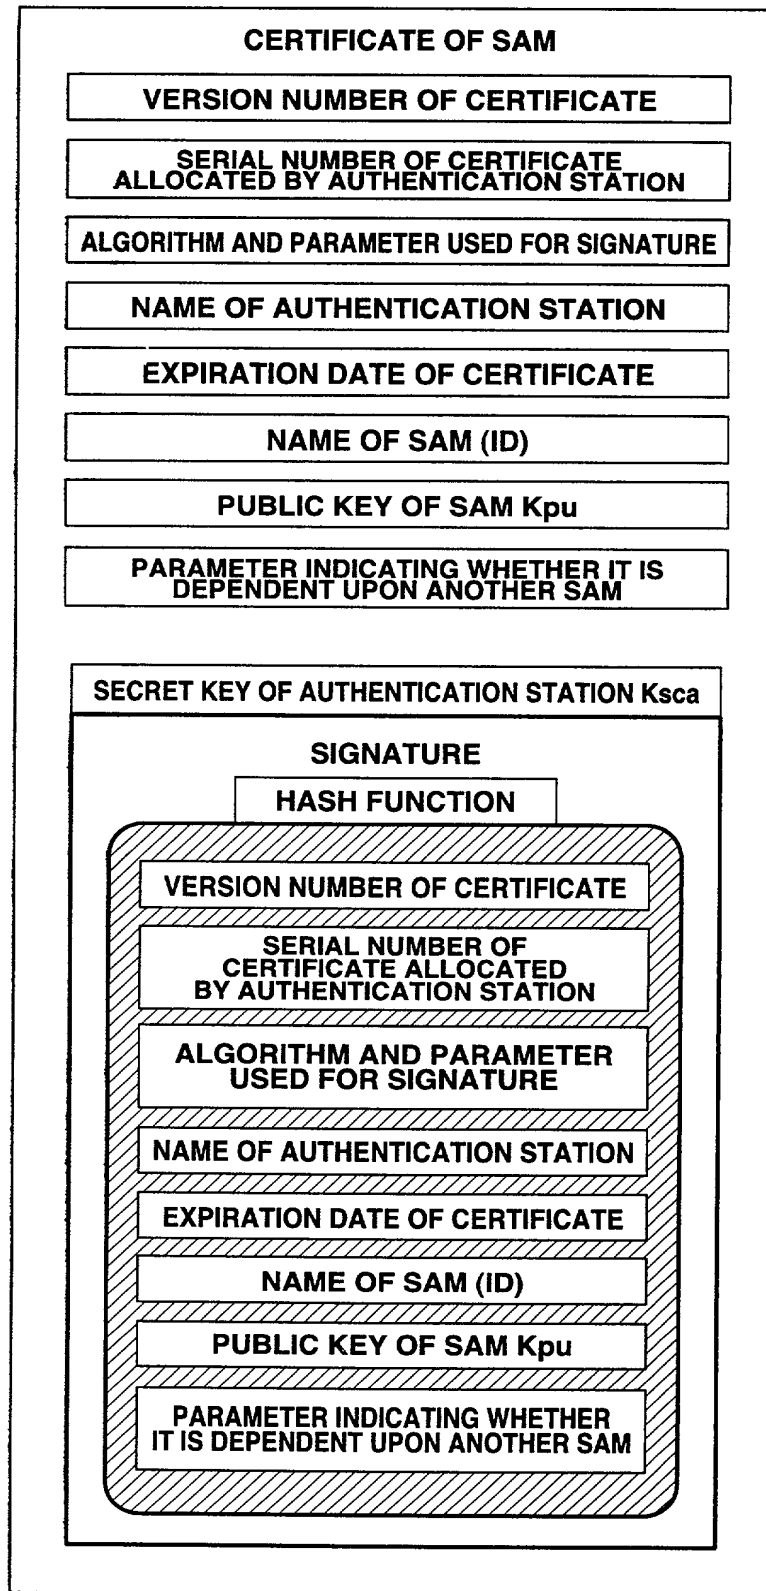 CERTIFICATE OF SAM
VERSION NUMBER OF CERTIFICATE
SERIAL NUMBER OF CERTIFICATE
ALLOCATED BY AUTHENTICATION STATION
ALGORITHM AND PARAMETER USED FOR SIGNATURE
NAME OF AUTHENTICATION STATION
EXPIRATION DATE OF CERTIFICATE
NAME OF SAM (ID)
PUBLIC KEY OF SAM Kpu
PARAMETER INDICATING WHETHER IT IS
DEPENDENT UPON ANOTHER SAM
SECRET KEY OF AUTHENTICATION STATION Ksca
SIGNATURE
HASH FUNCTION
VERSION NUMBER OF CERTIFICATE
SERIAL NUMBER OF
CERTIFICATE ALLOCATED
BY AUTHENTICATION STATION
ALGORITHM AND PARAMETER
USED FOR SIGNATURE
NAME OF AUTHENTICATION STATION
EXPIRATION DATE OF CERTIFICATE
NAME OF SAM (ID)
PUBLIC KEY OF SAM Kpu
PARAMETER INDICATING WHETHER
IT IS DEPENDENT UPON ANOTHER SAM